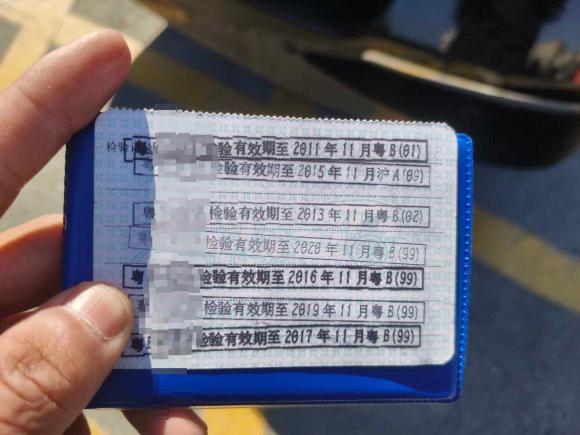 检验 检验有效期至 2011 年 11 月粤 B(01)
检验有效期至 2015 年 11 月沪 A(09)
检验有效期至 2013 年 11 月粤 B(02)
检验有效期至 2020 年 11 月粤 B(99)
粤 检验有效期至 2016 年 11 月粤 B(99)
检验有效期至 2019 年 11 月粤 B(99)
粤 检验有效期至 2017 年 11 月粤 B(99)